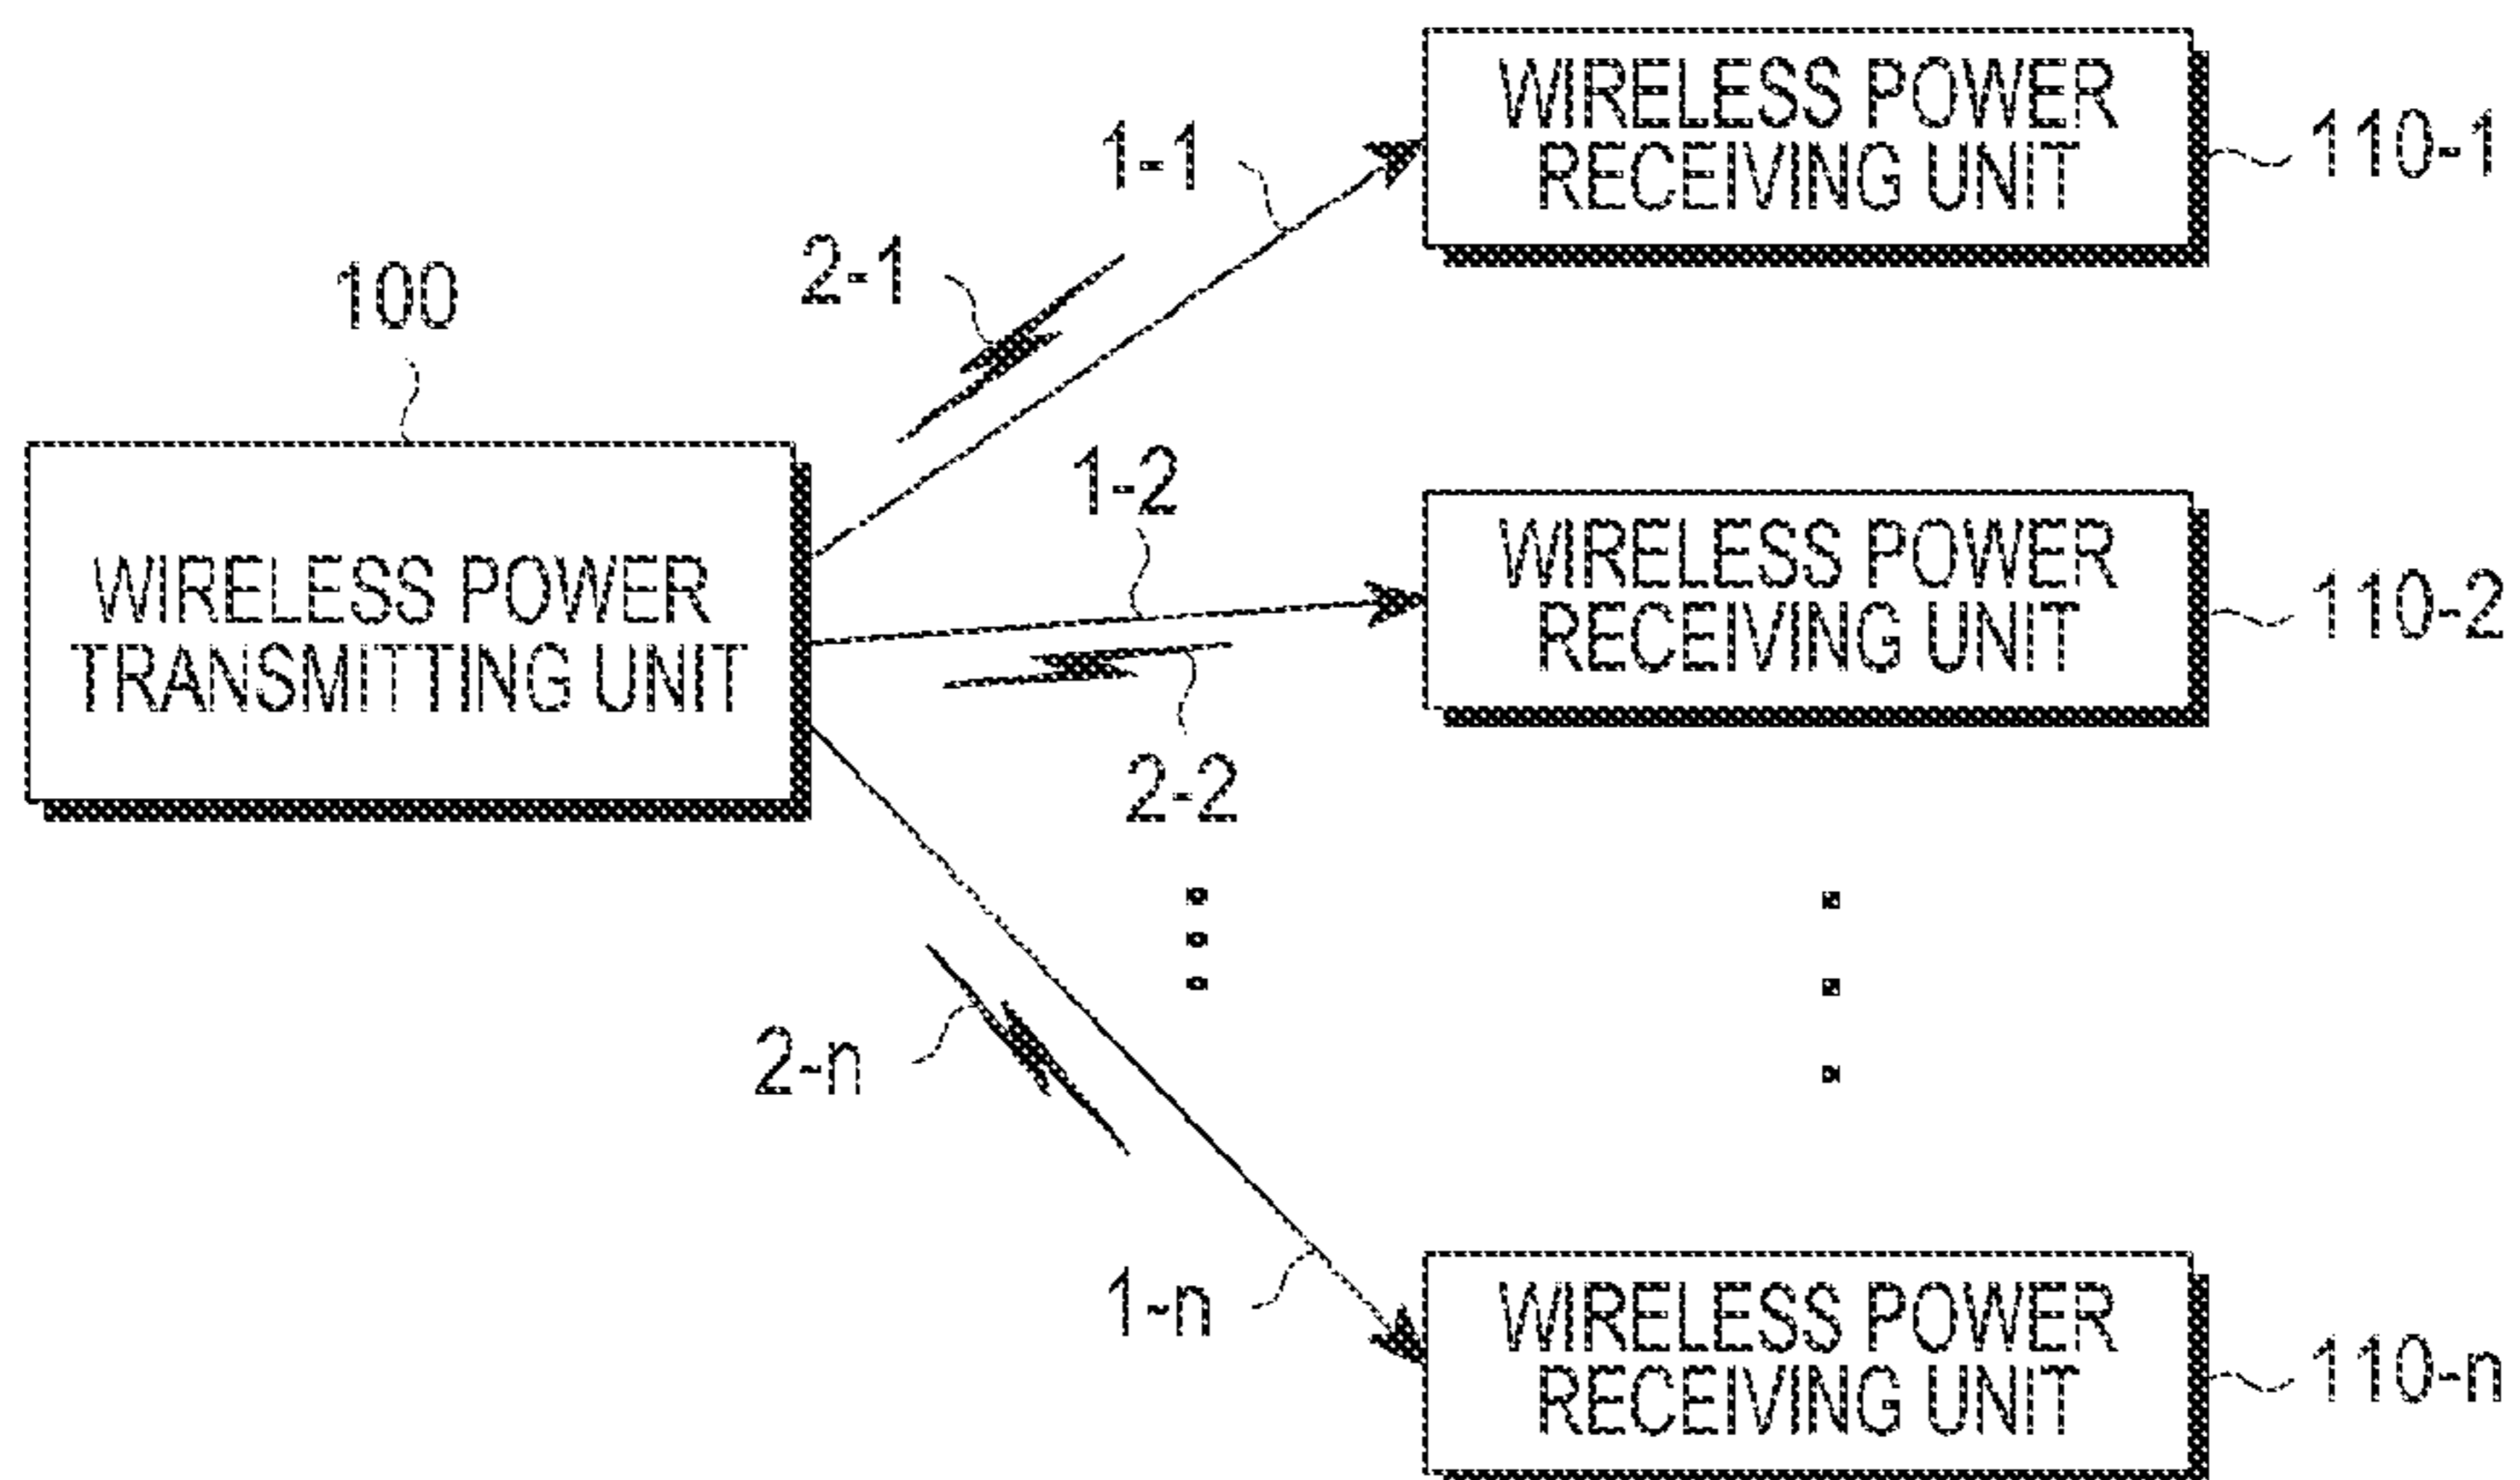 WIRELESS POWER
RECEIVING UNIT
110-1
1-1
2-1
100
WIRELESS POWER
TRANSMITTING UNIT
1-2
WIRELESS POWER
RECEIVING UNIT
110-2
2-2
2-n
1-n
WIRELESS POWER
RECEIVING UNIT
110-n